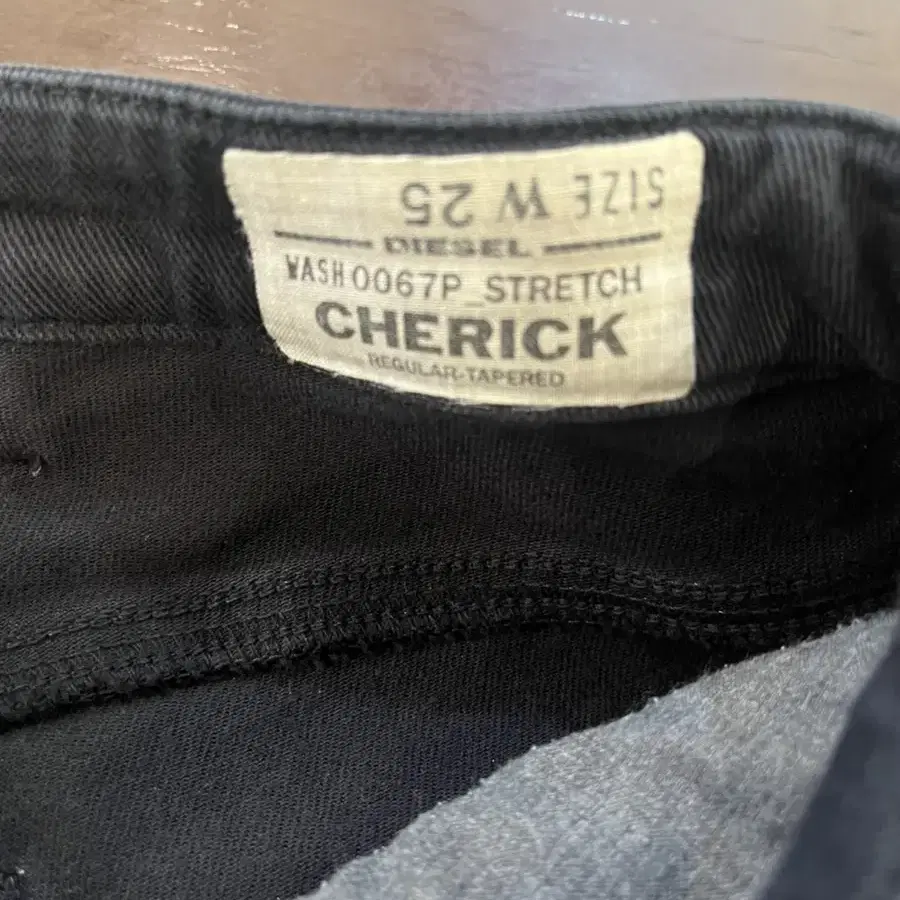 SIZE W 25
DIESEL
WASH 0067P_STRETCH
CHERICK
REGULAR-TAPERED